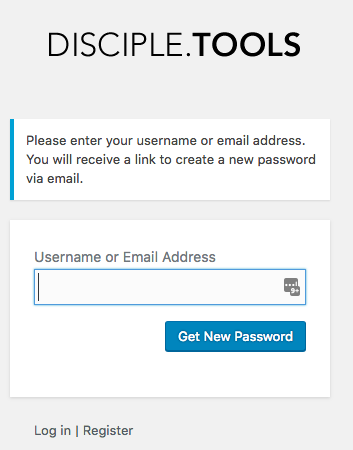 DISCIPLE.TOOLS
Please enter your username or email address.
You will receive a link to create a new password
via email.
Username or Email Address
9+
Get New Password
Log in | Register